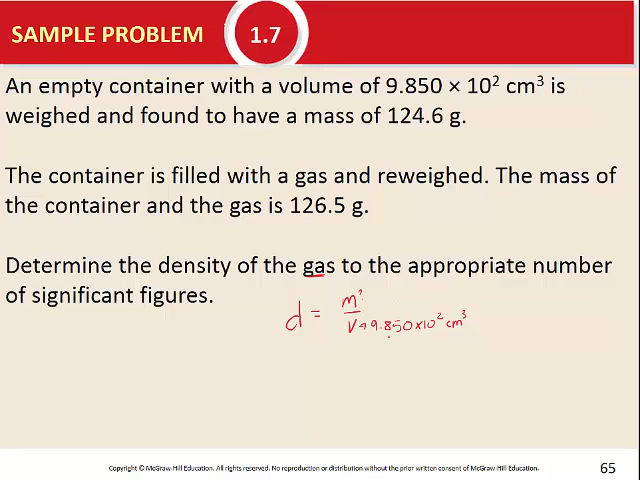 SAMPLE PROBLEM 1.7
An empty container with a volume of 9.850 × 10² cm³ is
weighed and found to have a mass of 124.6 g.
The container is filled with a gas and reweighed. The mass of
the container and the gas is 126.5 g.
Determine the density of the gas to the appropriate number
of significant figures.
d = m?
V→9.850×10² cm³
Copyright © McGraw-Hill Education. All rights reserved. No reproduction or distribution without the prior written consent of McGraw-Hill Education.
65